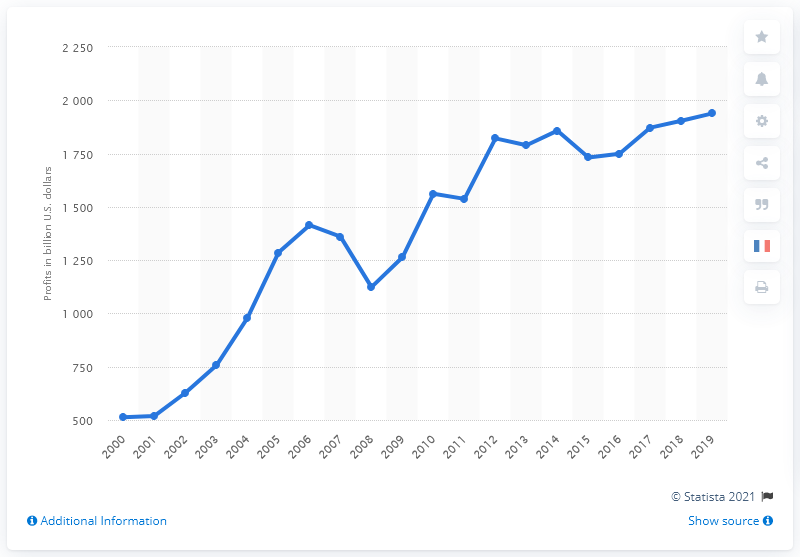 2 250
2 000
1 750
1 500
1 250
1 000
750
500
Profits in billion U.S. dollars
2000 2001 2002 2003 2004 2005 2006 2007 2008 2009 2010 2011 2012 2013 2014 2015 2016 2017 2018 2019
© Statista 2021
Additional Information
Show source